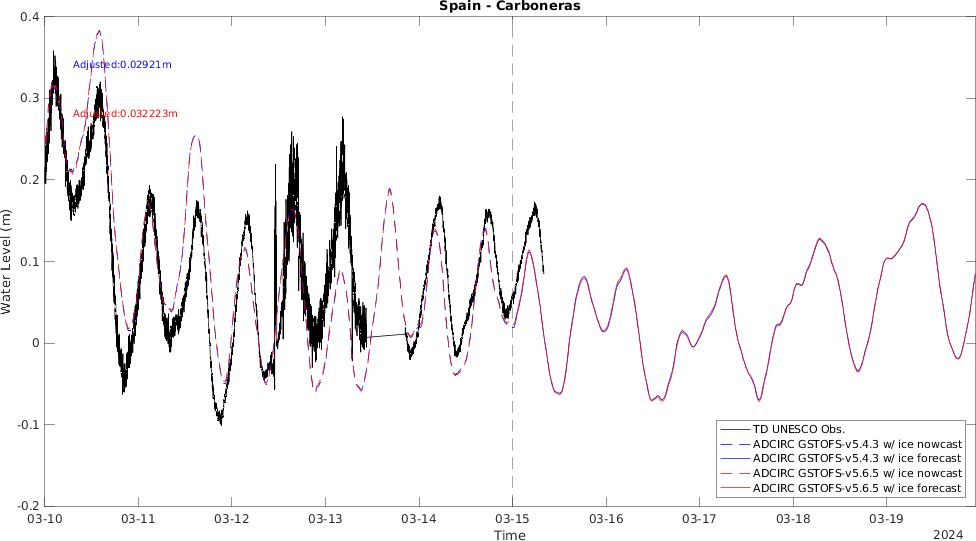 Spain - Carboneras
0.4
0.3
0.2
0.1
0
-0.1
-0.2
Water Level (m)
Adjusted:0.02921m
Adjusted:0.032223m
TD UNESCO Obs.
ADCIRC GSTOFS-v5.4.3 w/ ice nowcast
ADCIRC GSTOFS-v5.4.3 w/ ice forecast
ADCIRC GSTOFS-v5.6.5 w/ ice nowcast
ADCIRC GSTOFS-v5.6.5 w/ ice forecast
03-10 03-11 03-12 03-13 03-14 03-15 03-16 03-17 03-18 03-19
Time
2024